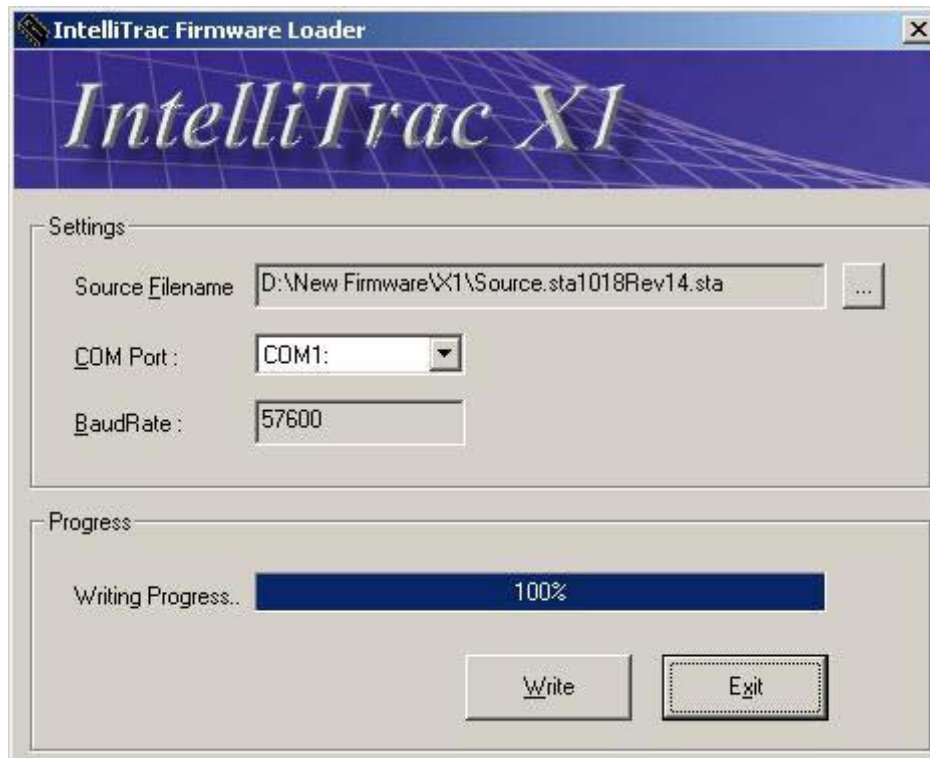 IntelliTrac Firmware Loader
IntelliTrac X1
Settings
Source Filename D:\New Firmware\X1\Source.sta1018Rev14.sta ...
COM Port : COM1:
BaudRate : 57600
Progress
Writing Progress.. 100%
Write Exit